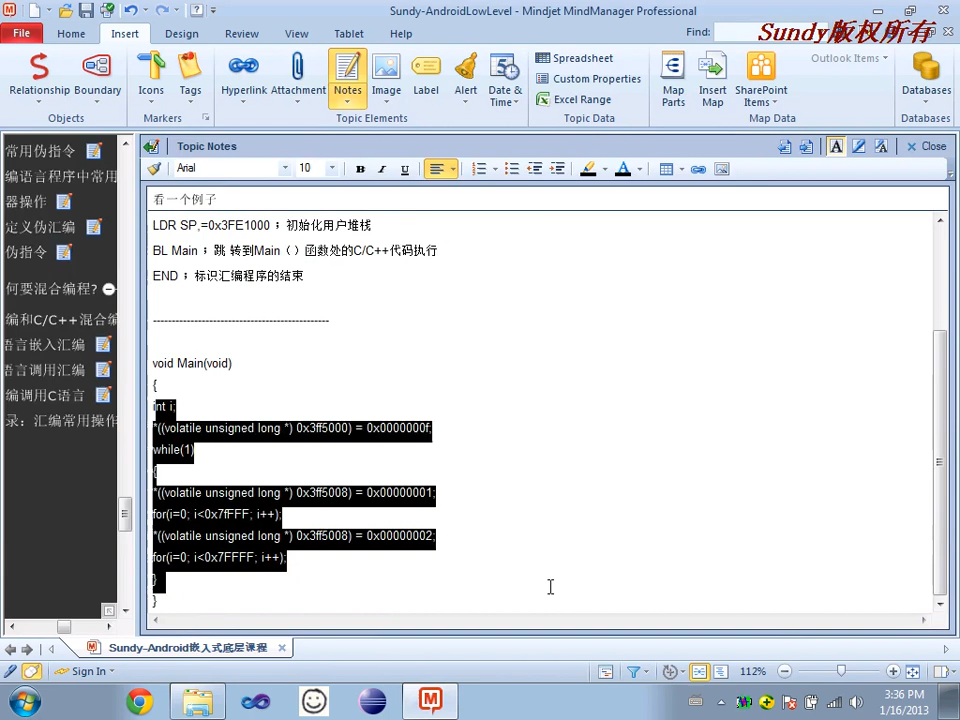 Sundy-AndroidLowLevel - Mindjet MindManager Professional
File Home Insert Design Review View Tablet Help Find:
Sundy版权所有
Relationship Boundary Icons Tags Hyperlink Attachment Notes Image Label Alert Date & Time
Spreadsheet
Custom Properties
Excel Range
Map Parts
Insert Map
SharePoint Items
Outlook Items
Databases
Objects Markers Topic Elements Topic Data Map Data Databases
Topic Notes
Close
Arial 10 B I U A
看一个例子
LDR SP,=0x3FE1000 ；初始化用户堆栈
BL Main ；跳 转到Main（）函数处的C/C++代码执行
END ；标识汇编程序的结束
-----------------------------------------------
void Main(void)
{
int i;
*((volatile unsigned long *) 0x3ff5000) = 0x0000000f;
while(1)
{
*((volatile unsigned long *) 0x3ff5008) = 0x00000001;
for(i=0; i<0x7fFFF; i++);
*((volatile unsigned long *) 0x3ff5008) = 0x00000002;
for(i=0; i<0x7FFFF; i++);
}
}
常用伪指令
编语言程序中常用
器操作
定义伪汇编
伪指令
何要混合编程?
编和C/C++混合编
语言嵌入汇编
语言调用汇编
编调用C语言
录：汇编常用操作
Sundy-Android嵌入式底层课程
Sign In
112%
3:36 PM
1/16/2013